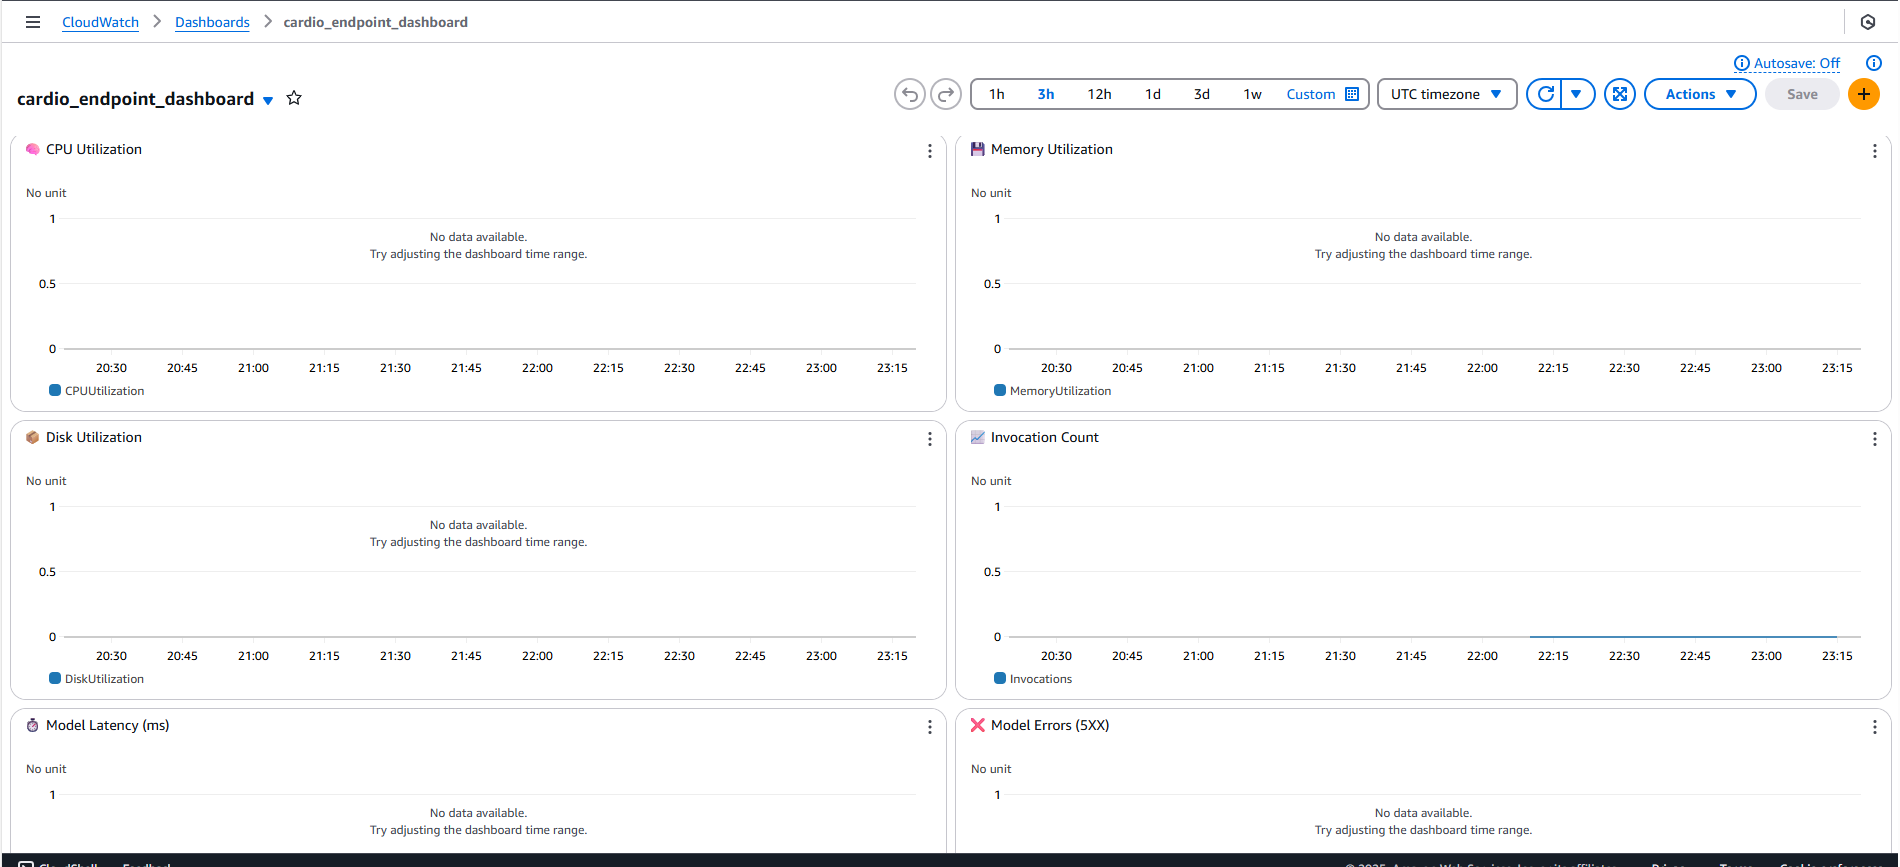 CloudWatch > Dashboards > cardio_endpoint_dashboard
Autosave: Off
cardio_endpoint_dashboard
1h 3h 12h 1d 3d 1w Custom UTC timezone Actions Save
CPU Utilization
No unit
1
No data available.
Try adjusting the dashboard time range.
0.5
0
20:30 20:45 21:00 21:15 21:30 21:45 22:00 22:15 22:30 22:45 23:00 23:15
CPUUtilization
Memory Utilization
No unit
1
No data available.
Try adjusting the dashboard time range.
0.5
0
20:30 20:45 21:00 21:15 21:30 21:45 22:00 22:15 22:30 22:45 23:00 23:15
MemoryUtilization
Disk Utilization
No unit
1
No data available.
Try adjusting the dashboard time range.
0.5
0
20:30 20:45 21:00 21:15 21:30 21:45 22:00 22:15 22:30 22:45 23:00 23:15
DiskUtilization
Invocation Count
No unit
1
0.5
0
20:30 20:45 21:00 21:15 21:30 21:45 22:00 22:15 22:30 22:45 23:00 23:15
Invocations
Model Latency (ms)
No unit
1
No data available.
Try adjusting the dashboard time range.
Model Errors (5XX)
No unit
1
No data available.
Try adjusting the dashboard time range.
CloudShell Feedback